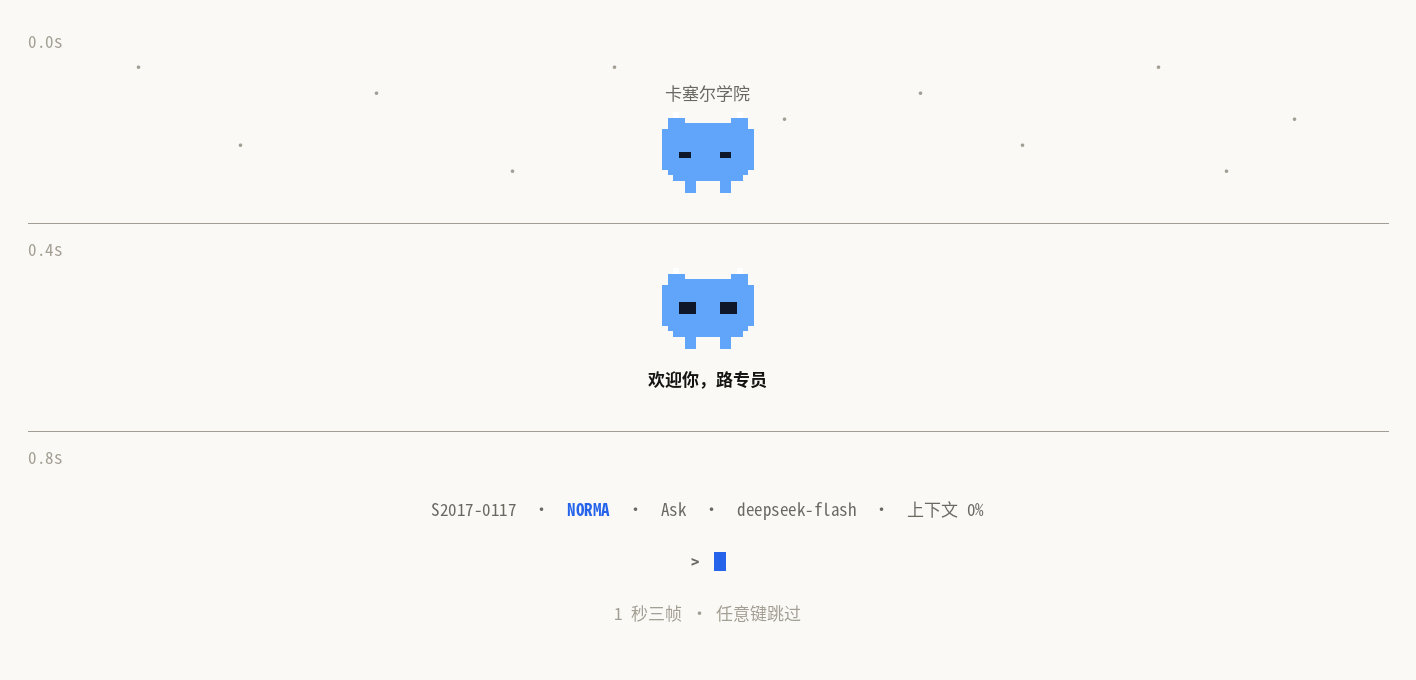 0.0s
卡塞尔学院
0.4s
欢迎你，路专员
0.8s
S2017-0117 · NORMA · Ask · deepseek-flash · 上下文 0%
>
1 秒三帧 · 任意键跳过